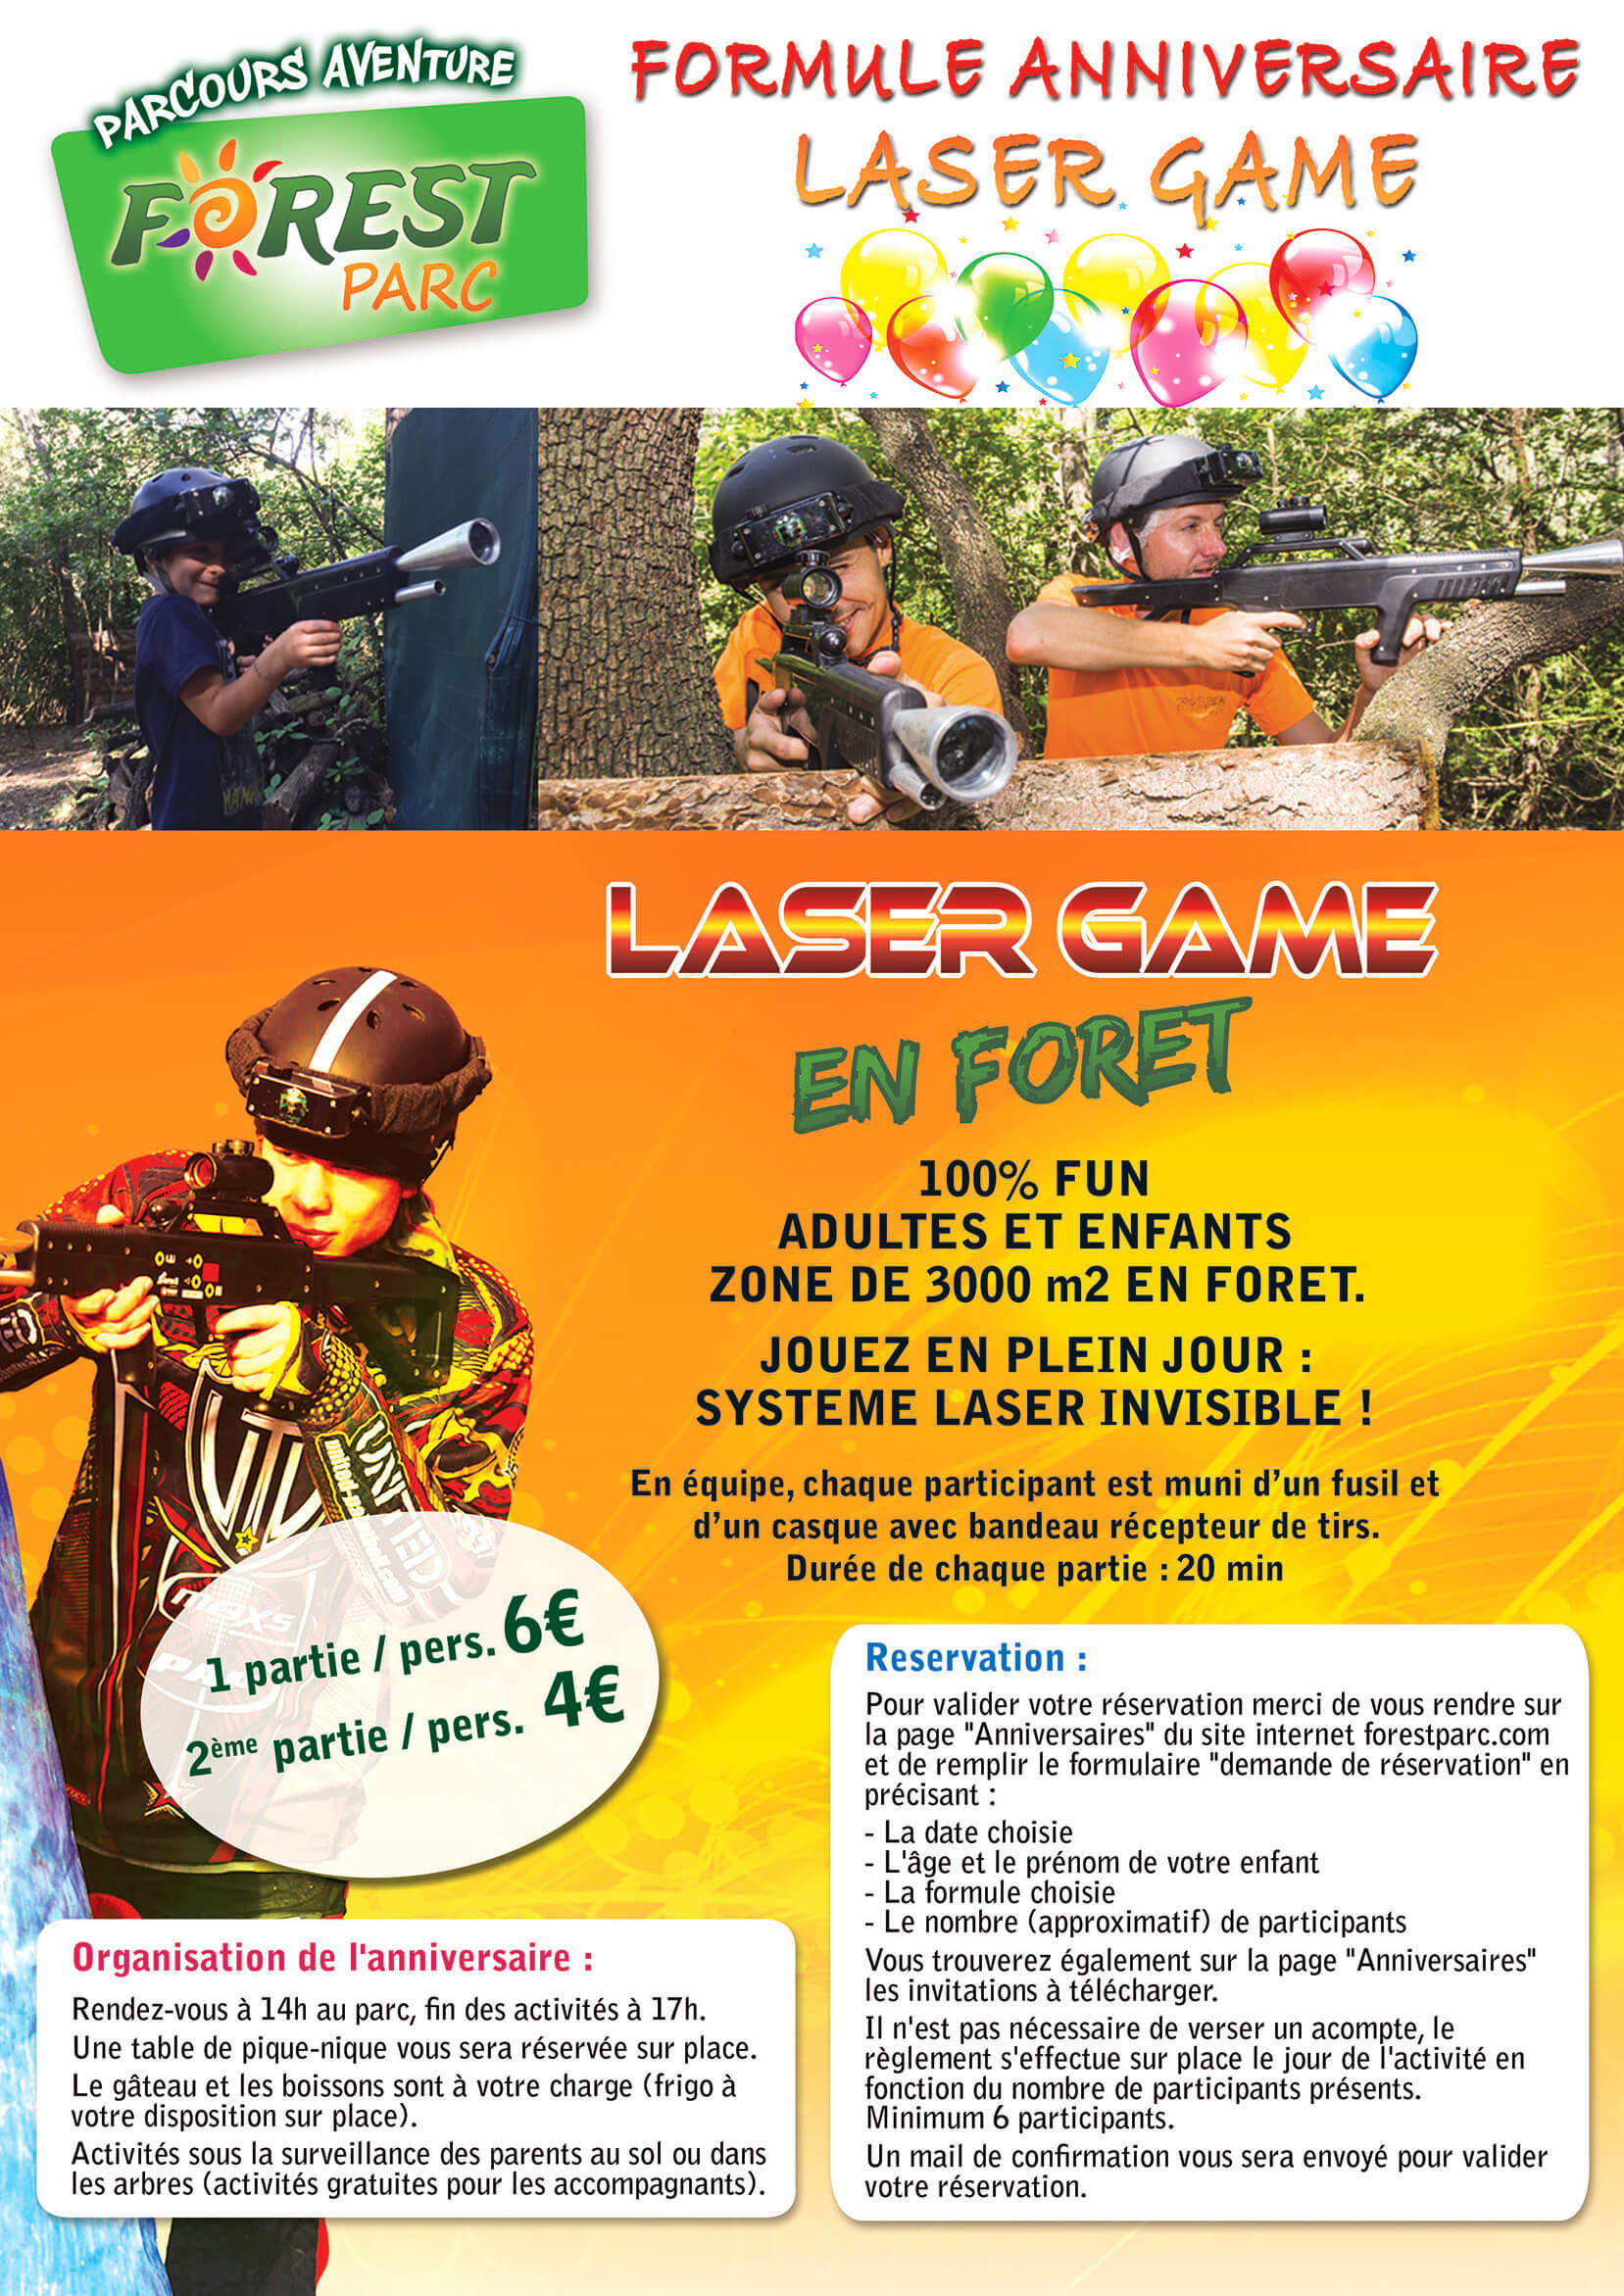 PARCOURS AVENTURE
FOREST
PARC
FORMULE ANNIVERSAIRE
LASER GAME
LASER GAME
EN FORET
100% FUN
ADULTES ET ENFANTS
ZONE DE 3000 m2 EN FORET.
JOUEZ EN PLEIN JOUR :
SYSTEME LASER INVISIBLE !
En équipe, chaque participant est muni d’un fusil et
d’un casque avec bandeau récepteur de tirs.
Durée de chaque partie : 20 min
1 partie / pers. 6€
2ème partie / pers. 4€
Organisation de l'anniversaire :
Rendez-vous à 14h au parc, fin des activités à 17h.
Une table de pique-nique vous sera réservée sur place.
Le gâteau et les boissons sont à votre charge (frigo à
votre disposition sur place).
Activités sous la surveillance des parents au sol ou dans
les arbres (activités gratuites pour les accompagnants).
Reservation :
Pour valider votre réservation merci de vous rendre sur
la page "Anniversaires" du site internet forestparc.com
et de remplir le formulaire "demande de réservation" en
précisant :
- La date choisie
- L'âge et le prénom de votre enfant
- La formule choisie
- Le nombre (approximatif) de participants
Vous trouverez également sur la page "Anniversaires"
les invitations à télécharger.
Il n'est pas nécessaire de verser un acompte, le
règlement s'effectue sur place le jour de l'activité en
fonction du nombre de participants présents.
Minimum 6 participants.
Un mail de confirmation vous sera envoyé pour valider
votre réservation.